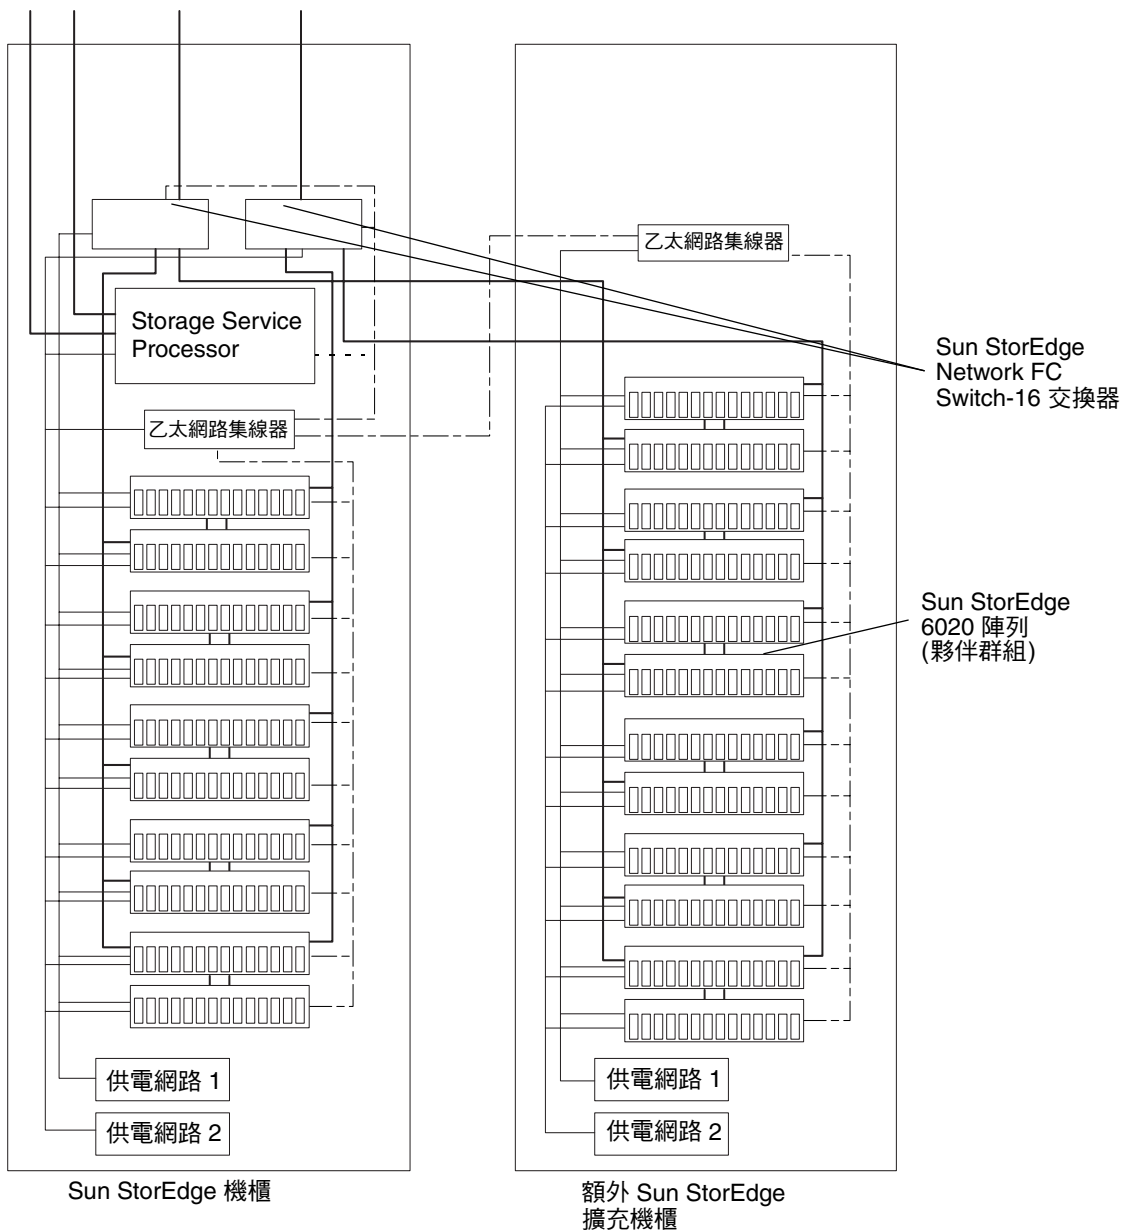 乙太網路集線器
Storage Service
Processor
Sun StorEdge
Network FC
Switch-16 交換器
乙太網路集線器
Sun StorEdge
6020 陣列
(夥伴群組)
供電網路 1
供電網路 2
供電網路 1
供電網路 2
Sun StorEdge 機櫃
額外 Sun StorEdge
擴充機櫃